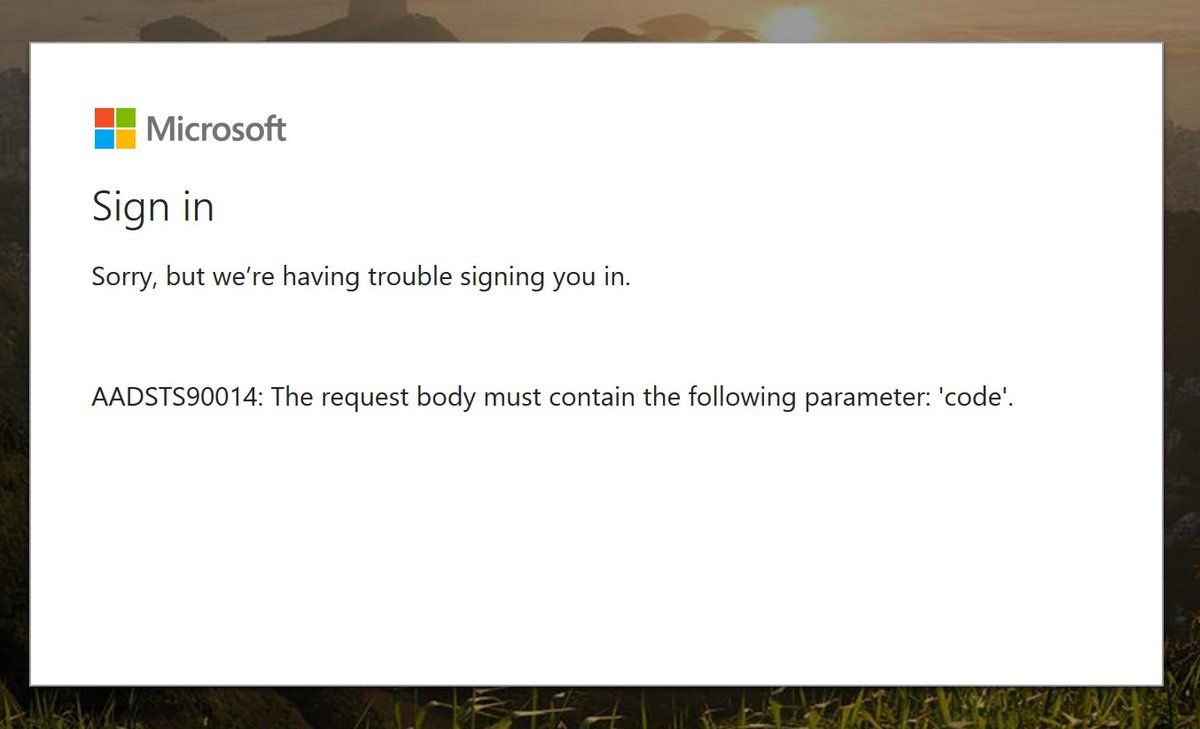 Microsoft
Sign in
Sorry, but we’re having trouble signing you in.
AADSTS90014: The request body must contain the following parameter: 'code'.